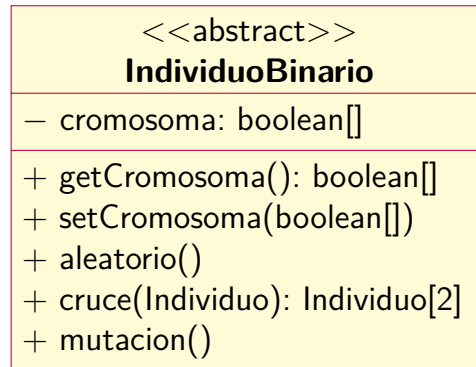 <<abstract>>
IndividuoBinario
− cromosoma: boolean[]
+ getCromosoma(): boolean[]
+ setCromosoma(boolean[])
+ aleatorio()
+ cruce(Individuo): Individuo[2]
+ mutacion()